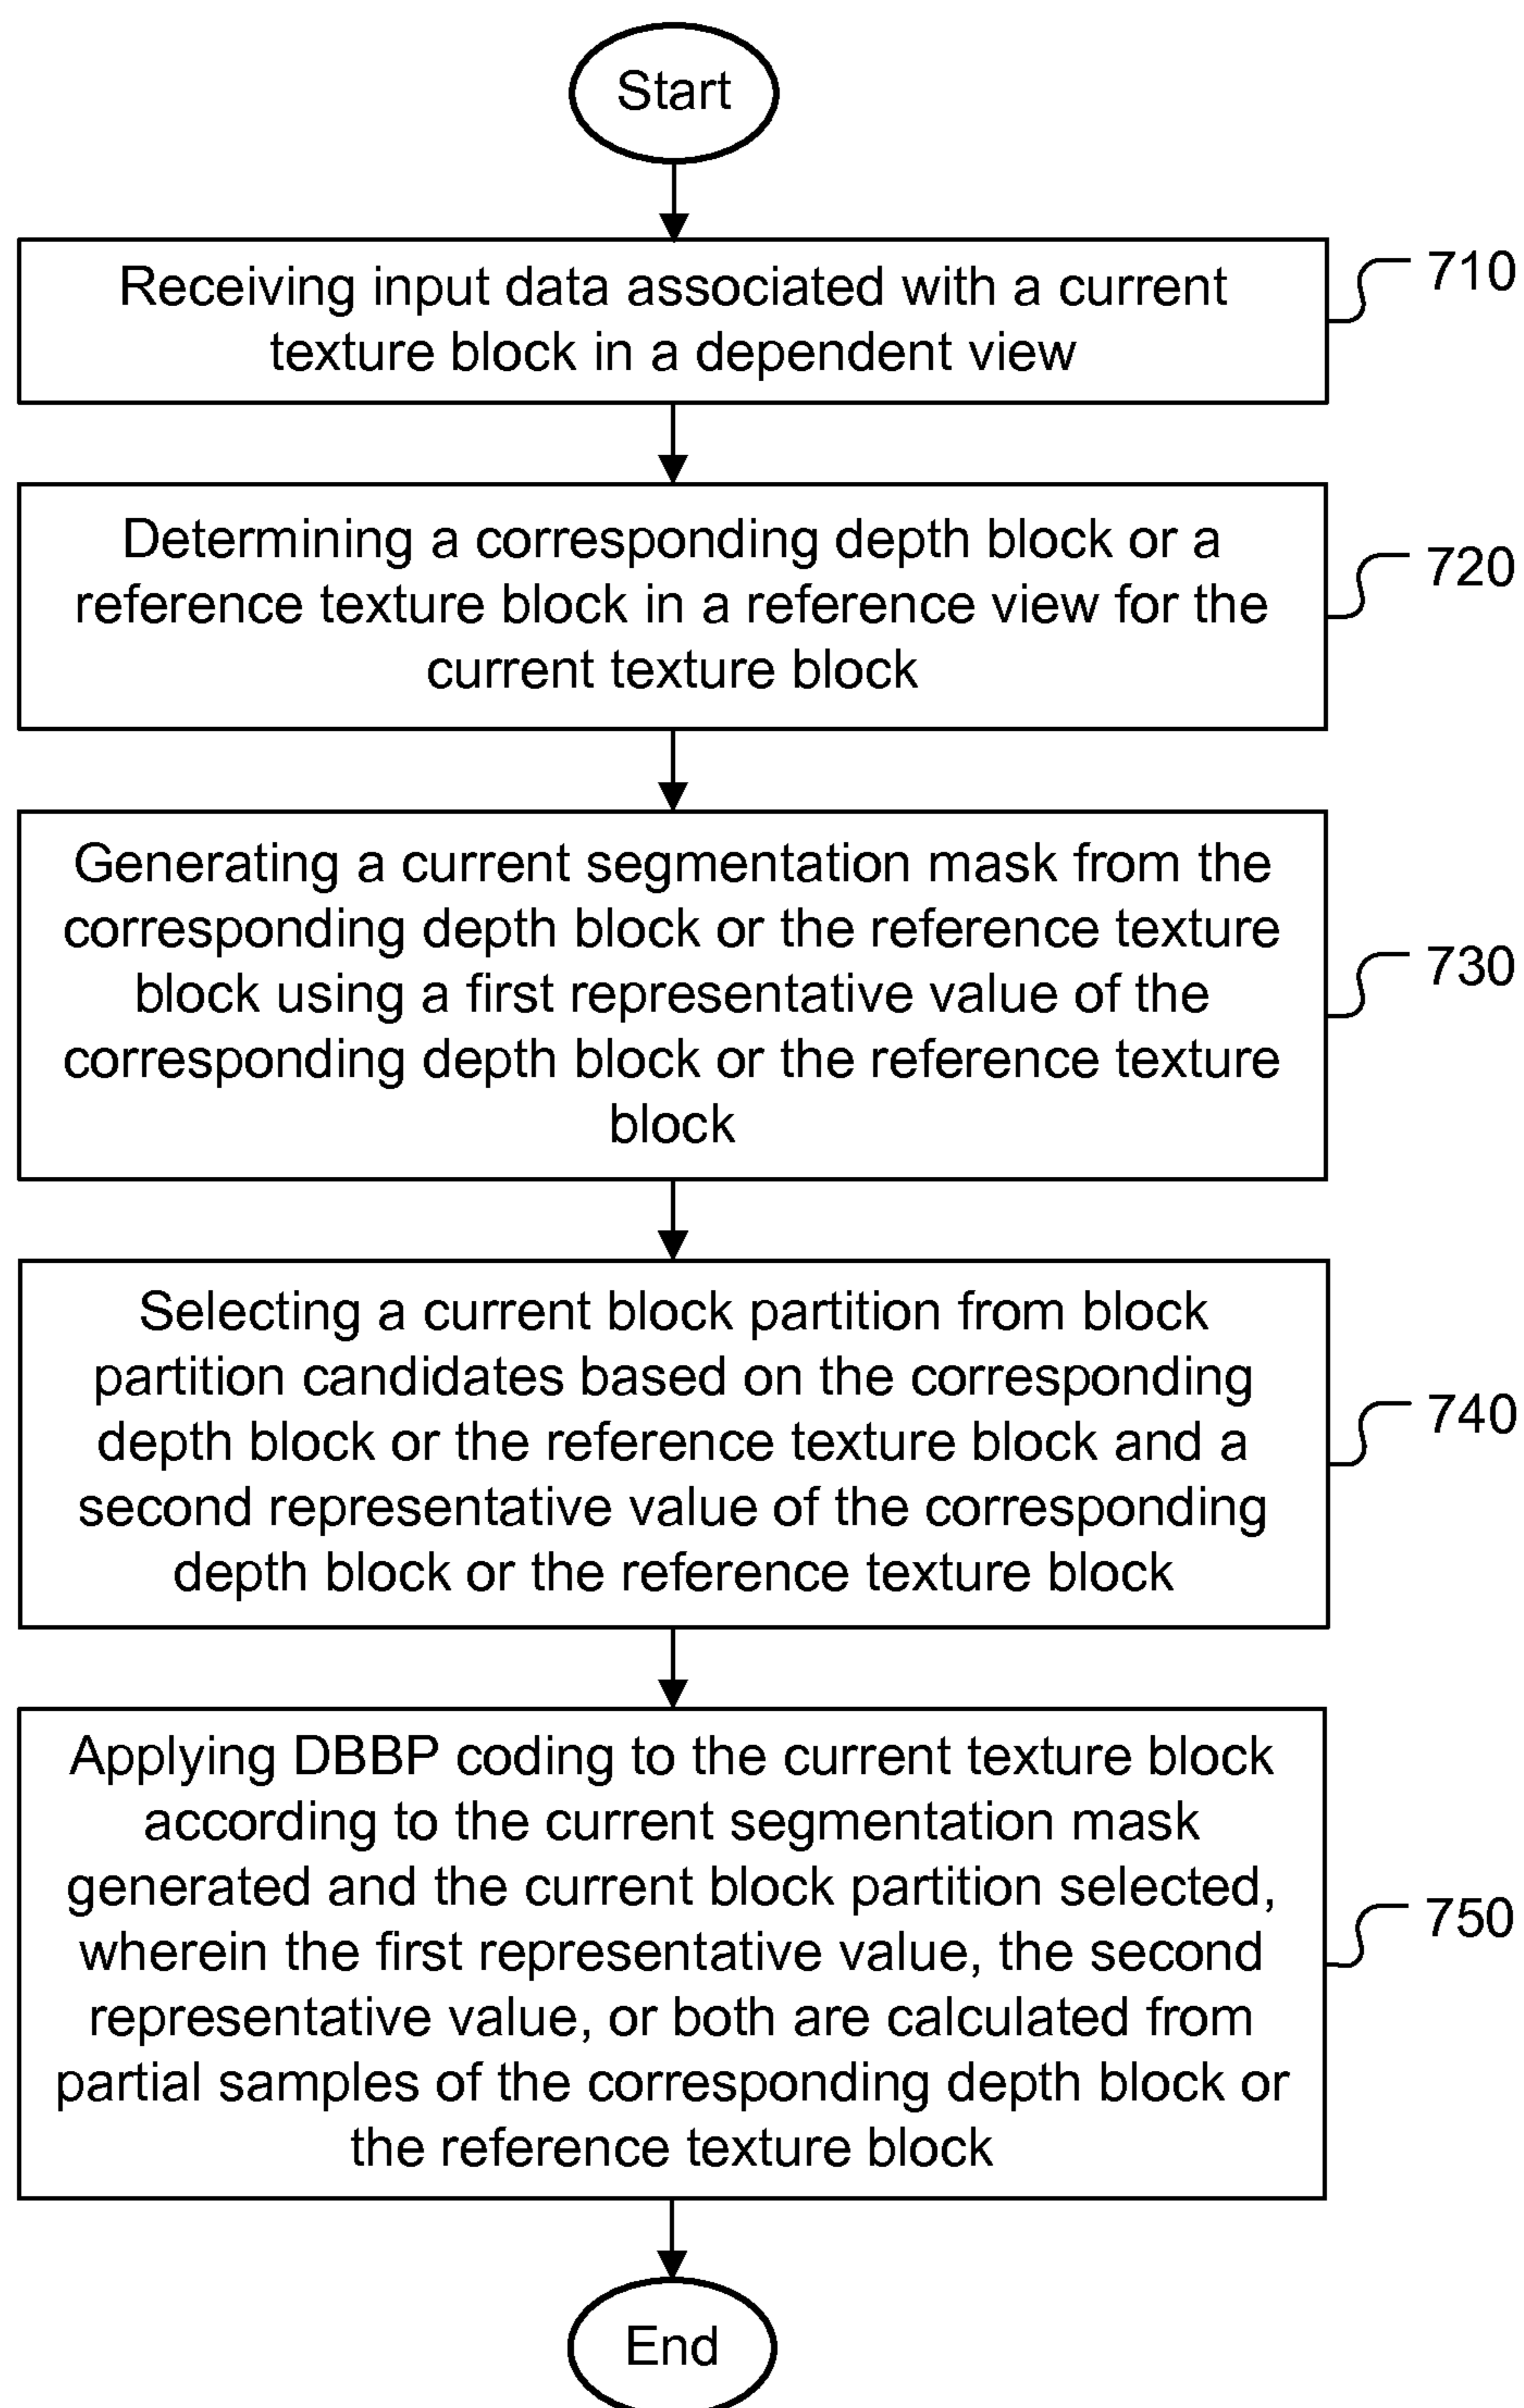 Start
Receiving input data associated with a current
texture block in a dependent view
710
Determining a corresponding depth block or a
reference texture block in a reference view for the
current texture block
720
Generating a current segmentation mask from the
corresponding depth block or the reference texture
block using a first representative value of the
corresponding depth block or the reference texture
block
730
Selecting a current block partition from block
partition candidates based on the corresponding
depth block or the reference texture block and a
second representative value of the corresponding
depth block or the reference texture block
740
Applying DBBP coding to the current texture block
according to the current segmentation mask
generated and the current block partition selected,
wherein the first representative value, the second
representative value, or both are calculated from
partial samples of the corresponding depth block or
the reference texture block
750
End